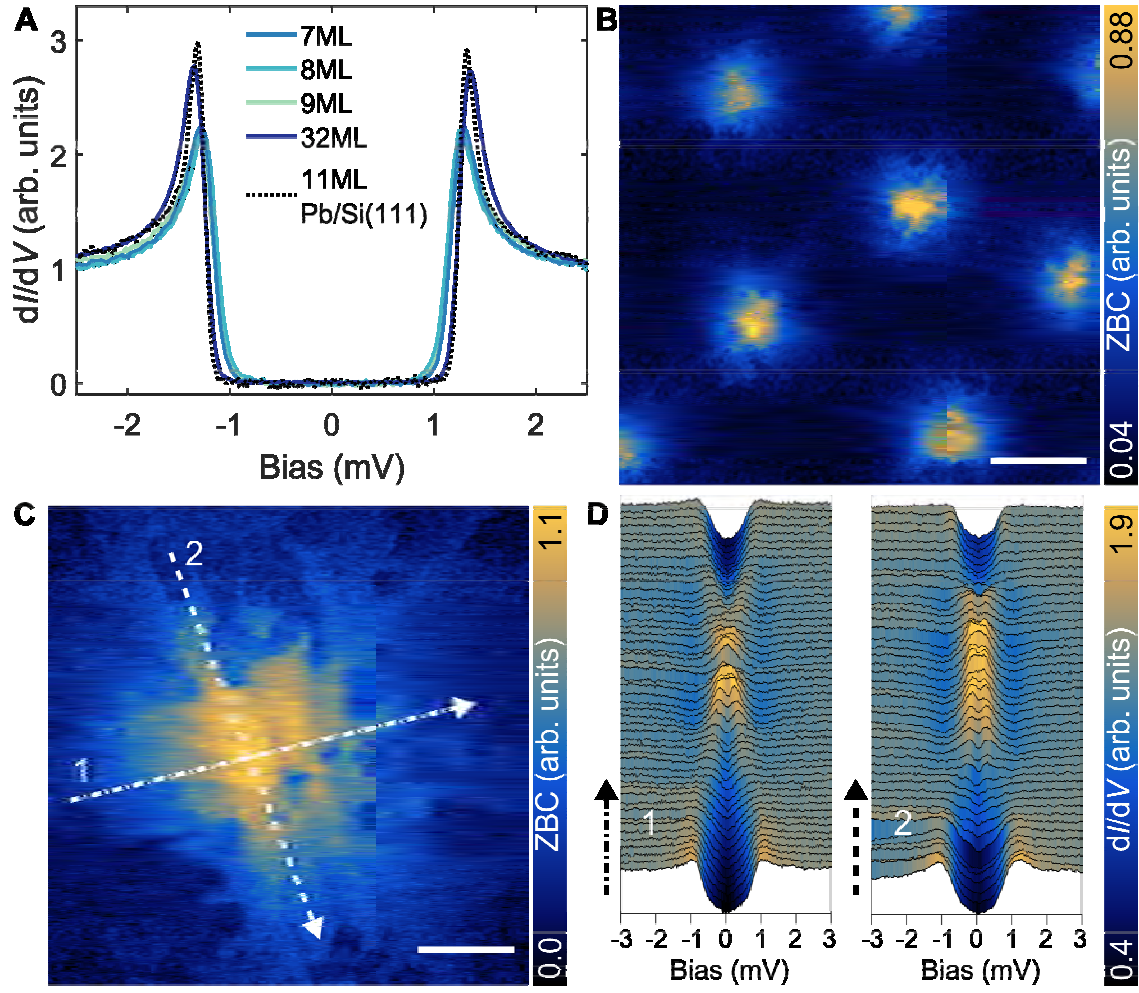 A
dI/dV (arb. units)
3
2
1
0
-2
-1
0
1
2
Bias (mV)
7ML
8ML
9ML
32ML
11ML
Pb/Si(111)
B
0.88
ZBC (arb. units)
0.04
C
2
1
1.1
ZBC (arb. units)
0.0
D
1
-3 -2 -1 0 1 2 3
Bias (mV)
2
-3 -2 -1 0 1 2 3
Bias (mV)
1.9
dI/dV (arb. units)
0.4